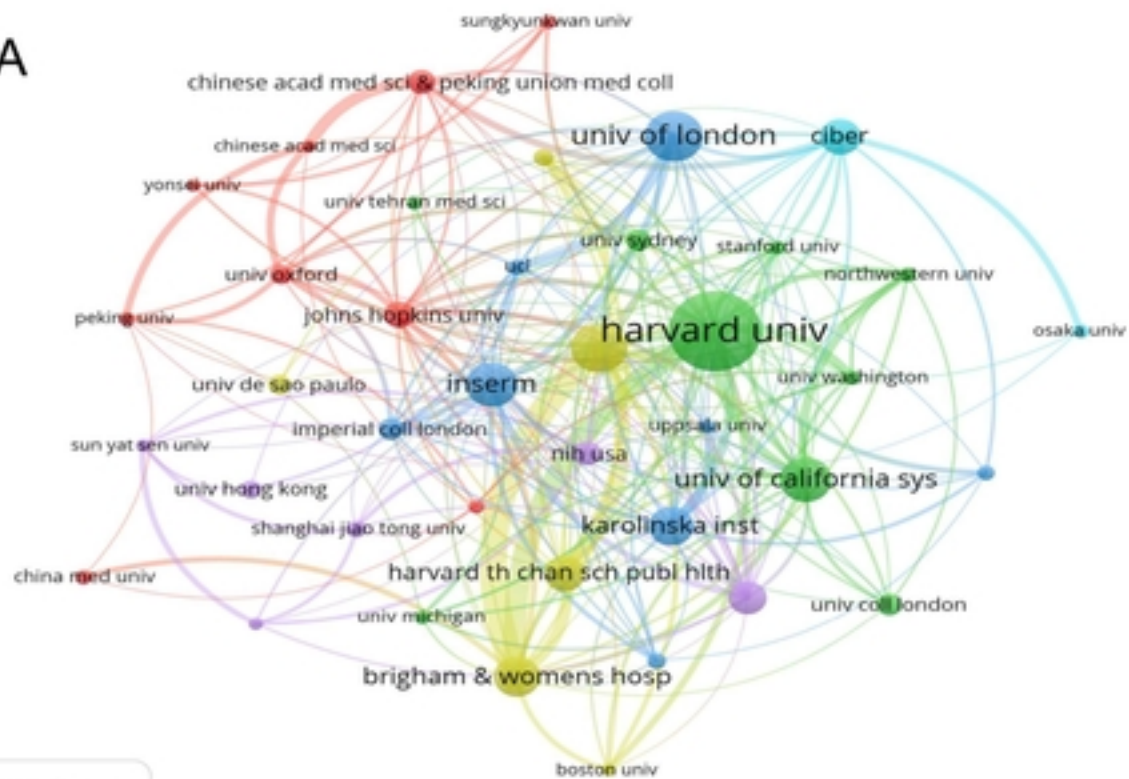 A
sungkyunkwan univ
chinese acad med sci & peking union med coll
univ of london
ciber
chinese acad med sci
yonsei univ
univ tehran med sci
univ sydney
stanford univ
ucl
univ oxford
northwestern univ
johns hopkins univ
peking univ
harvard univ
osaka univ
univ de sao paulo
inserm
univ washington
imperial coll london
uppsala univ
sun yat sen univ
nih usa
univ hong kong
univ of california sys
shanghai jiao tong univ
karolinska inst
china med univ
harvard th chan sch publ hlth
univ michigan
univ coll london
brigham & womens hosp
boston univ